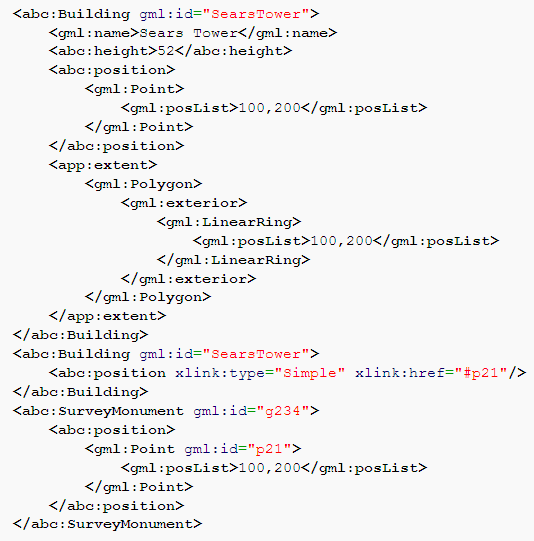 <abc:Building gml:id="SearsTower">
    <gml:name>Sears Tower</gml:name>
    <abc:height>52</abc:height>
    <abc:position>
        <gml:Point>
            <gml:posList>100,200</gml:posList>
        </gml:Point>
    </abc:position>
    <app:extent>
        <gml:Polygon>
            <gml:exterior>
                <gml:LinearRing>
                    <gml:posList>100,200</gml:posList>
                </gml:LinearRing>
            </gml:exterior>
        </gml:Polygon>
    </app:extent>
</abc:Building>
<abc:Building gml:id="SearsTower">
    <abc:position xlink:type="Simple" xlink:href="#p21"/>
</abc:Building>
<abc:SurveyMonument gml:id="g234">
    <abc:position>
        <gml:Point gml:id="p21">
            <gml:posList>100,200</gml:posList>
        </gml:Point>
    </abc:position>
</abc:SurveyMonument>